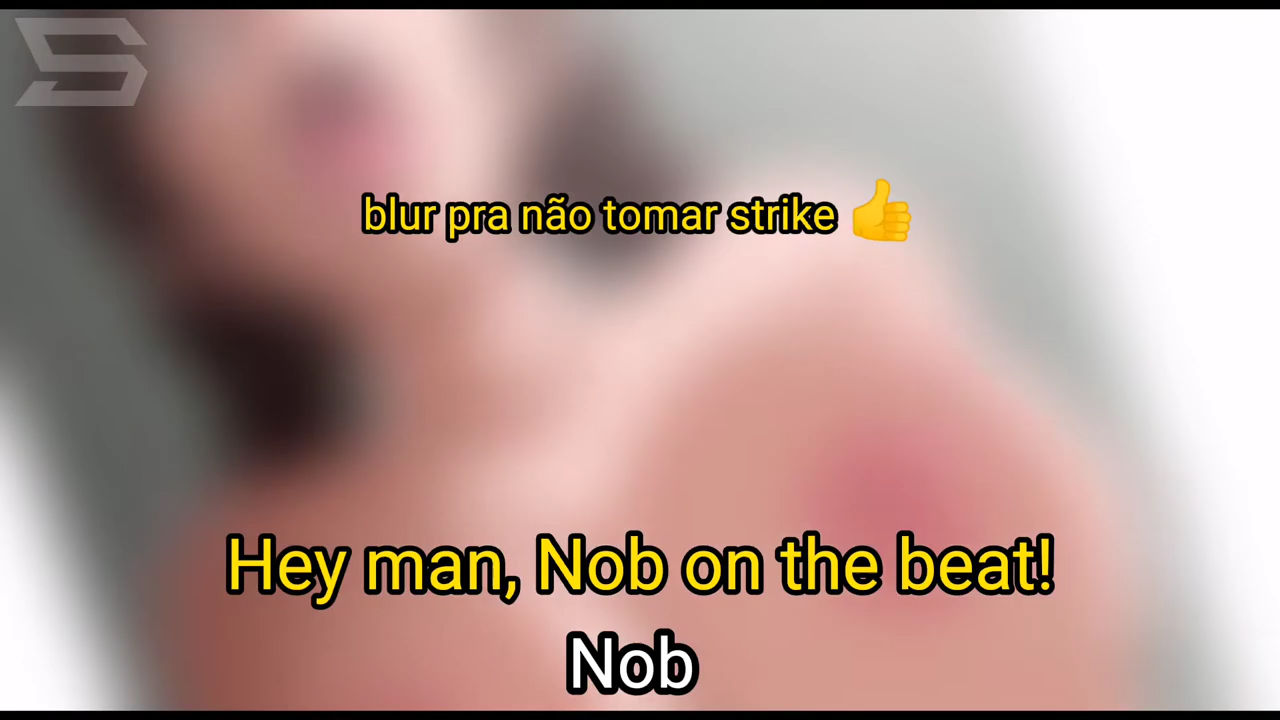 blur pra não tomar strike 👍
Hey man, Nob on the beat!
Nob